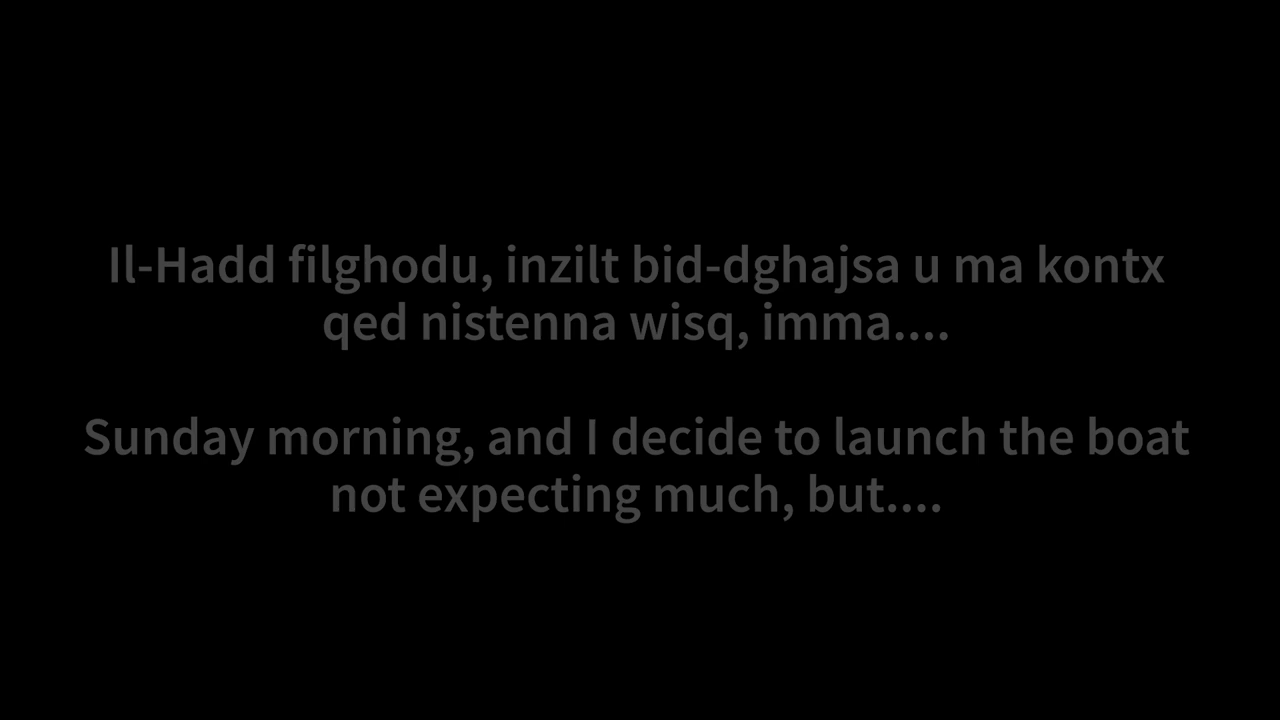 Il-Hadd filghodu, inzilt bid-dghajsa u ma kontx
qed nistenna wisq, imma....
Sunday morning, and I decide to launch the boat
not expecting much, but....